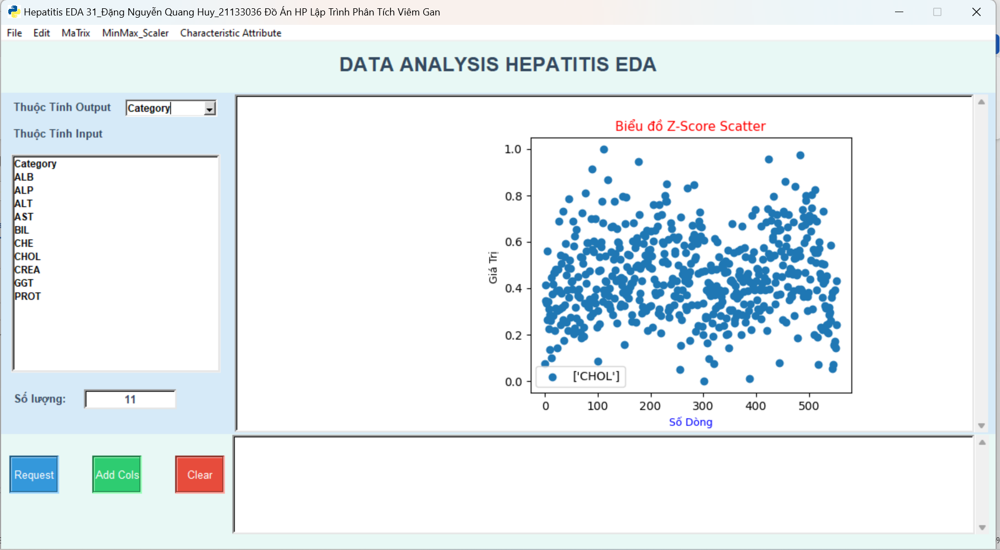 Hepatitis EDA 31_Đặng Nguyễn Quang Huy_21133036 Đồ Án HP Lập Trình Phân Tích Viêm Gan
File Edit MaTrix MinMax_Scaler Characteristic Attribute
DATA ANALYSIS HEPATITIS EDA
Thuộc Tính Output Category
Thuộc Tính Input
Category
ALB
ALP
ALT
AST
BIL
CHE
CHOL
CREA
GGT
PROT
Số lượng: 11
Request Add Cols Clear
Biểu đồ Z-Score Scatter
1.0
0.8
0.6
0.4
0.2
0.0
Giá Trị
['CHOL']
0 100 200 300 400 500
Số Dòng